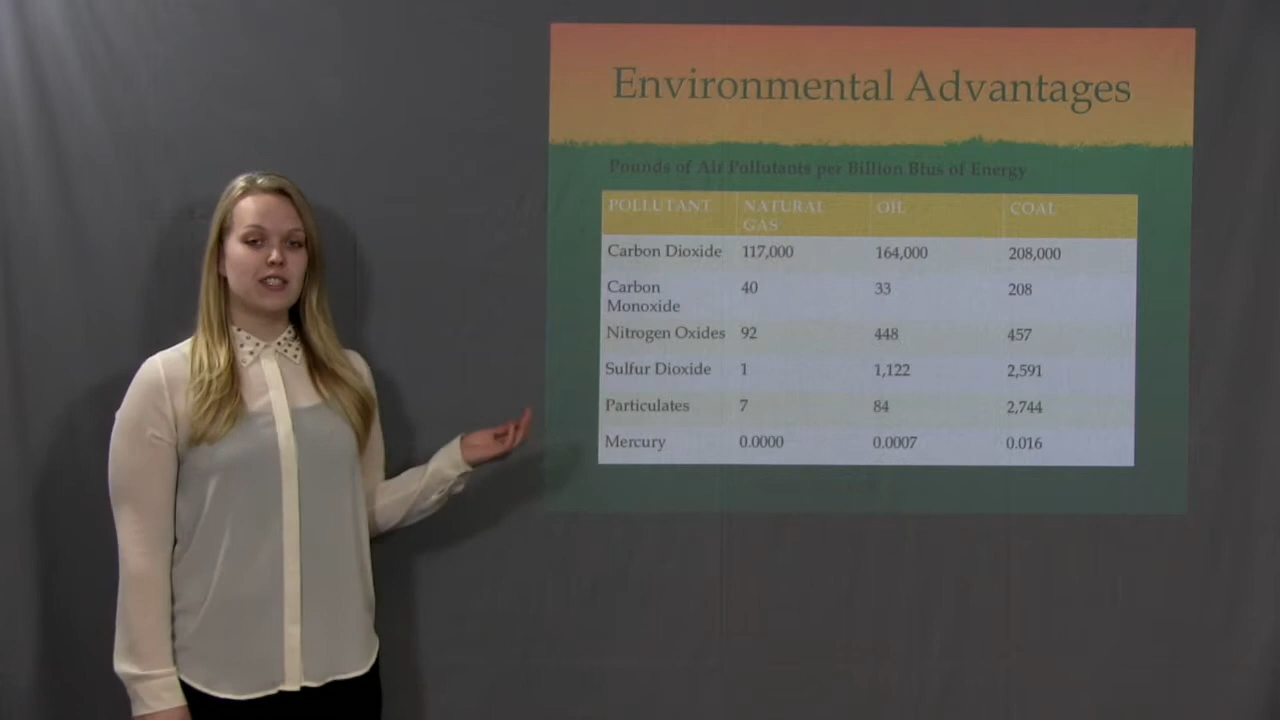 Environmental Advantages
Pounds of Air Pollutants per Billion Btus of Energy
POLLUTANT NATURAL GAS OIL COAL
Carbon Dioxide 117,000 164,000 208,000
Carbon Monoxide 40 33 208
Nitrogen Oxides 92 448 457
Sulfur Dioxide 1 1,122 2,591
Particulates 7 84 2,744
Mercury 0.0000 0.0007 0.016